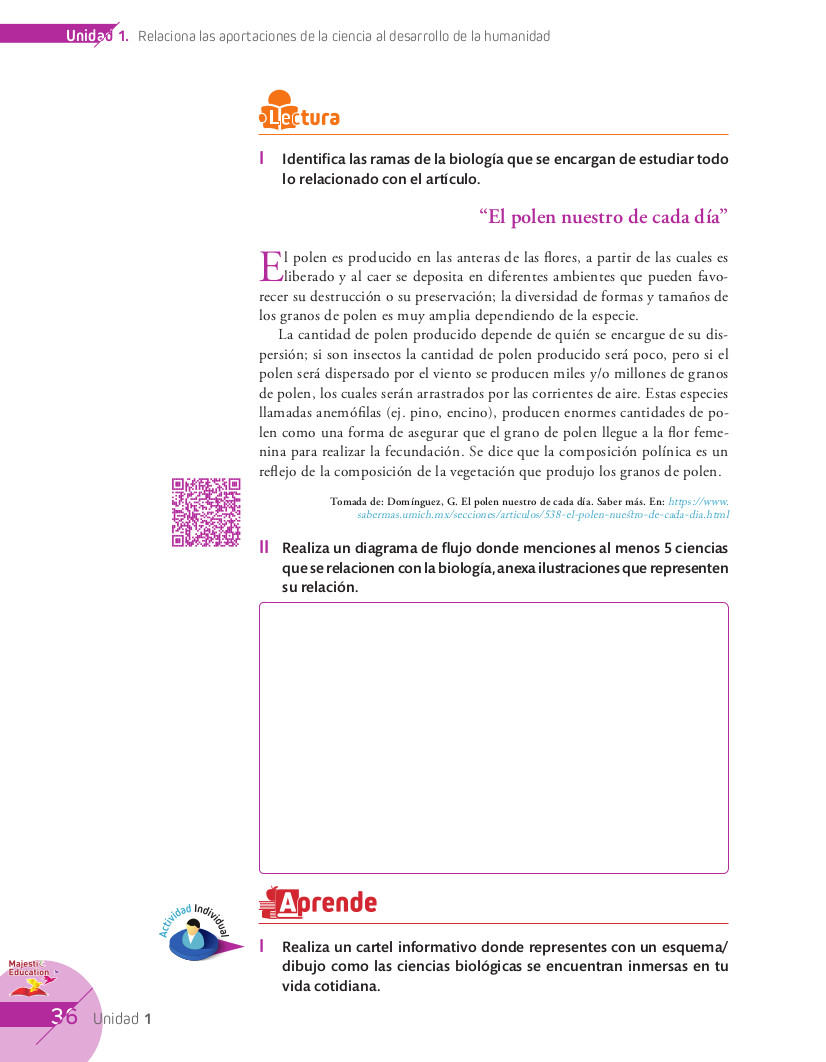 Unidad 1. Relaciona las aportaciones de la ciencia al desarrollo de la humanidad
Lectura
I Identifica las ramas de la biología que se encargan de estudiar todo
lo relacionado con el artículo.
“El polen nuestro de cada día”
El polen es producido en las anteras de las flores, a partir de las cuales es
liberado y al caer se deposita en diferentes ambientes que pueden favo-
recer su destrucción o su preservación; la diversidad de formas y tamaños de
los granos de polen es muy amplia dependiendo de la especie.
La cantidad de polen producido depende de quién se encargue de su dis-
persión; si son insectos la cantidad de polen producido será poco, pero si el
polen será dispersado por el viento se producen miles y/o millones de granos
de polen, los cuales serán arrastrados por las corrientes de aire. Estas especies
llamadas anemófilas (ej. pino, encino), producen enormes cantidades de po-
len como una forma de asegurar que el grano de polen llegue a la flor feme-
nina para realizar la fecundación. Se dice que la composición polínica es un
reflejo de la composición de la vegetación que produjo los granos de polen.
Tomada de: Domínguez, G. El polen nuestro de cada día. Saber más. En: https://www.
sabermas.umich.mx/secciones/articulos/538-el-polen-nuestro-de-cada-dia.html
II Realiza un diagrama de flujo donde menciones al menos 5 ciencias
que se relacionen con la biología, anexa ilustraciones que representen
su relación.
Aprende
Actividad Individual
I Realiza un cartel informativo donde representes con un esquema/
dibujo como las ciencias biológicas se encuentran inmersas en tu
vida cotidiana.
Majestic
Education
36 Unidad 1